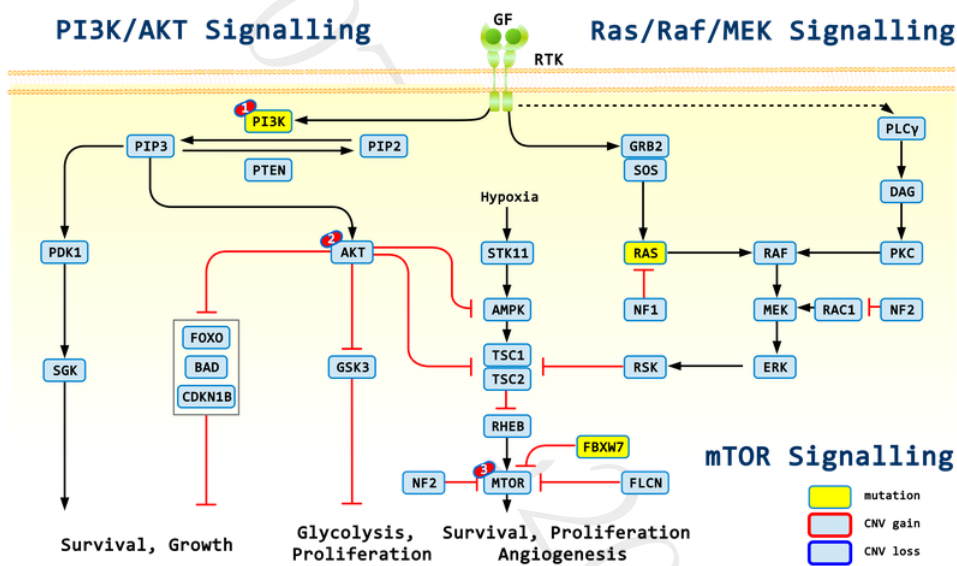 PI3K/AKT Signalling
GF
Ras/Raf/MEK Signalling
RTK
1
PI3K
PLCγ
PIP3
PIP2
GRB2
PTEN
SOS
DAG
Hypoxia
2
PDK1
AKT
STK11
RAS
RAF
PKC
AMPK
NF1
MEK
RAC1
NF2
FOXO
BAD
CDKN1B
TSC1
TSC2
SGK
GSK3
RSK
ERK
RHEB
FBXW7
mTOR Signalling
3
NF2
MTOR
FLCN
mutation
CNV gain
CNV loss
Survival, Growth
Glycolysis,
Proliferation
Survival, Proliferation
Angiogenesis